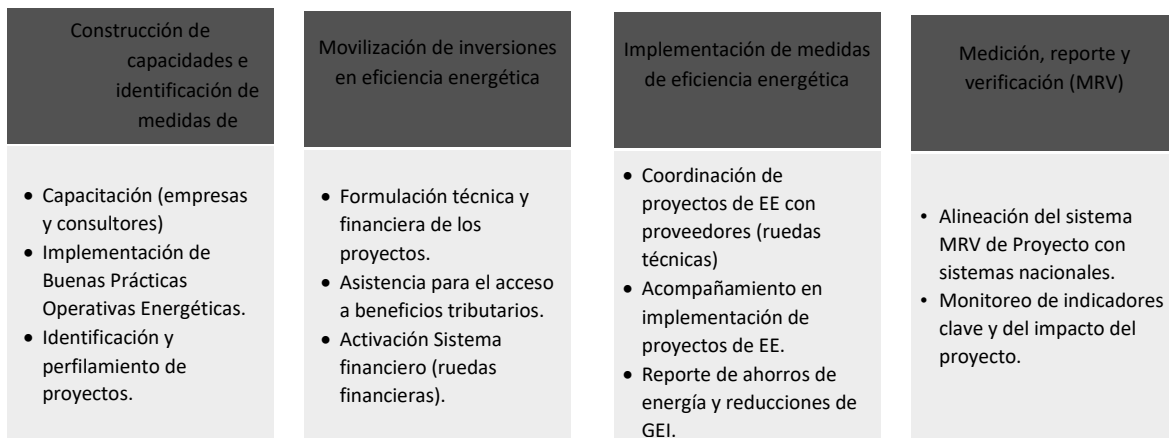 Construcción de
capacidades e
identificación de
medidas de
• Capacitación (empresas
y consultores)
• Implementación de
Buenas Prácticas
Operativas Energéticas.
• Identificación y
perfilamiento de
proyectos.
Movilización de inversiones
en eficiencia energética
• Formulación técnica y
financiera de los
proyectos.
• Asistencia para el acceso
a beneficios tributarios.
• Activación Sistema
financiero (ruedas
financieras).
Implementación de medidas
de eficiencia energética
• Coordinación de
proyectos de EE con
proveedores (ruedas
técnicas)
• Acompañamiento en
implementación de
proyectos de EE.
• Reporte de ahorros de
energía y reducciones de
GEI.
Medición, reporte y
verificación (MRV)
• Alineación del sistema
MRV de Proyecto con
sistemas nacionales.
• Monitoreo de indicadores
clave y del impacto del
proyecto.